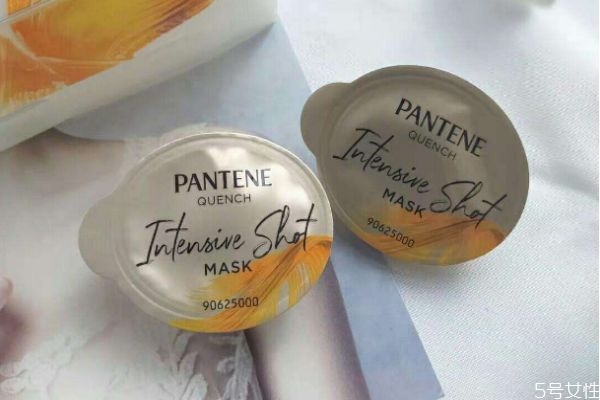 PANTENE
QUENCH
Intensive Shot
MASK
90625000
PANTENE
QUENCH
Intensive Shot
MASK
90625000
5号女性